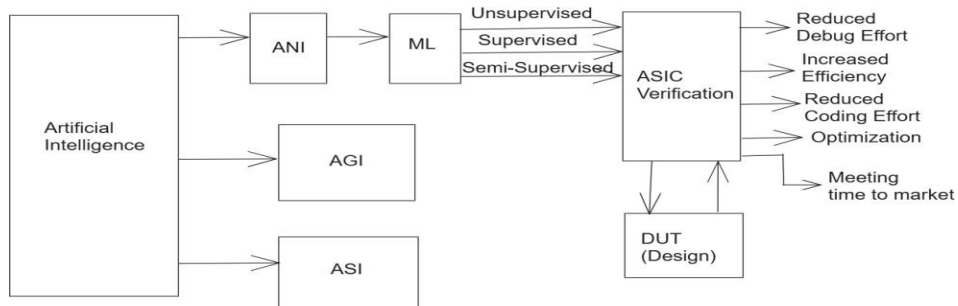 Artificial
Intelligence
ANI
ML
Unsupervised
Supervised
Semi-Supervised
ASIC
Verification
Reduced
Debug Effort
Increased
Efficiency
Reduced
Coding Effort
Optimization
Meeting
time to market
AGI
DUT
(Design)
ASI